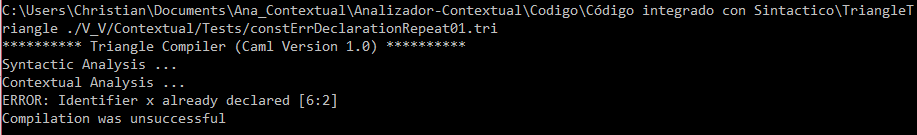 C:\Users\Christian\Documents\Ana_Contextual\Analizador-Contextual\Codigo\Código integrado con Sintactico\TriangleT
riangle ./V_V/Contextual/Tests/constErrDeclarationRepeat01.tri
********** Triangle Compiler (Caml Version 1.0) **********
Syntactic Analysis ...
Contextual Analysis ...
ERROR: Identifier x already declared [6:2]
Compilation was unsuccessful